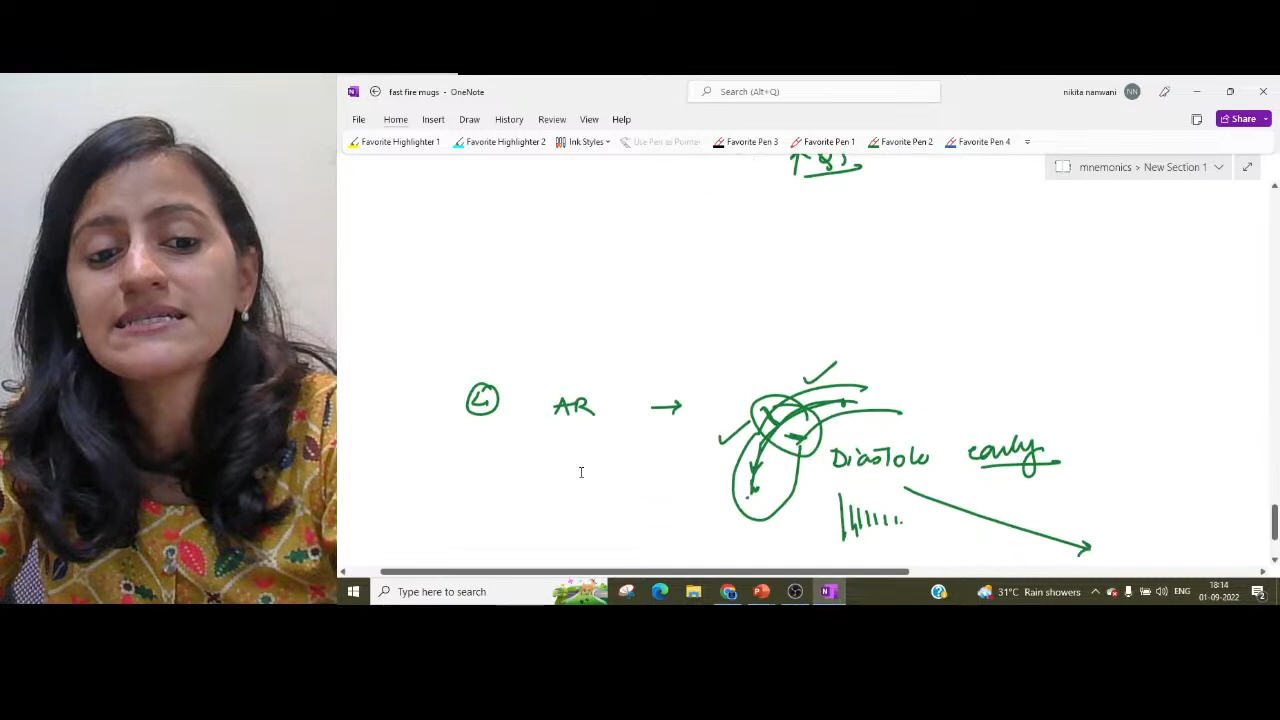 fast fire mugs - OneNote
Search (Alt+Q)
nikita nanwani
NN
File Home Insert Draw History Review View Help
Share
Favorite Highlighter 1 Favorite Highlighter 2 Ink Styles Use Pen as Pointer Favorite Pen 3 Favorite Pen 1 Favorite Pen 2 Favorite Pen 4
mnemonics > New Section 1
AR →
Diastole early
Type here to search
31°C Rain showers
ENG
18:14
01-09-2022
2